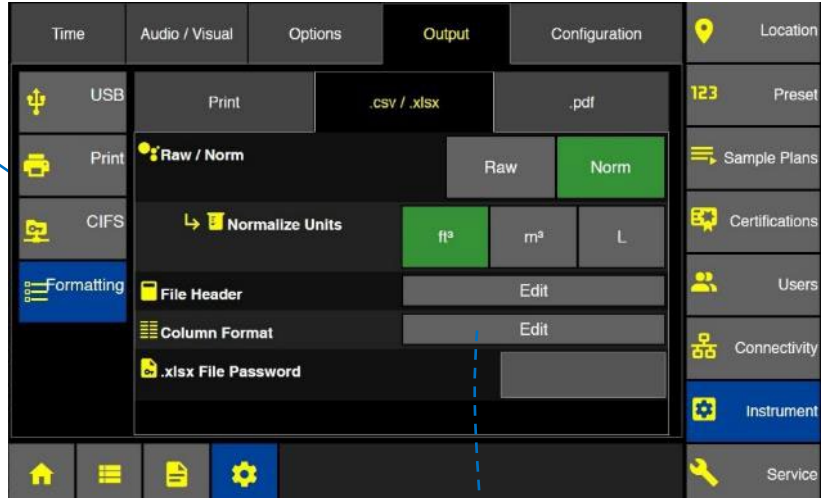 Time Audio / Visual Options Output Configuration
Location
USB
Print .csv / .xlsx .pdf
123 Preset
Print
Raw / Norm Raw Norm
Sample Plans
CIFS
Normalize Units ft³ m³ L
Certifications
Formatting
File Header Edit
Users
Column Format Edit
Connectivity
.xlsx File Password
Instrument
Service